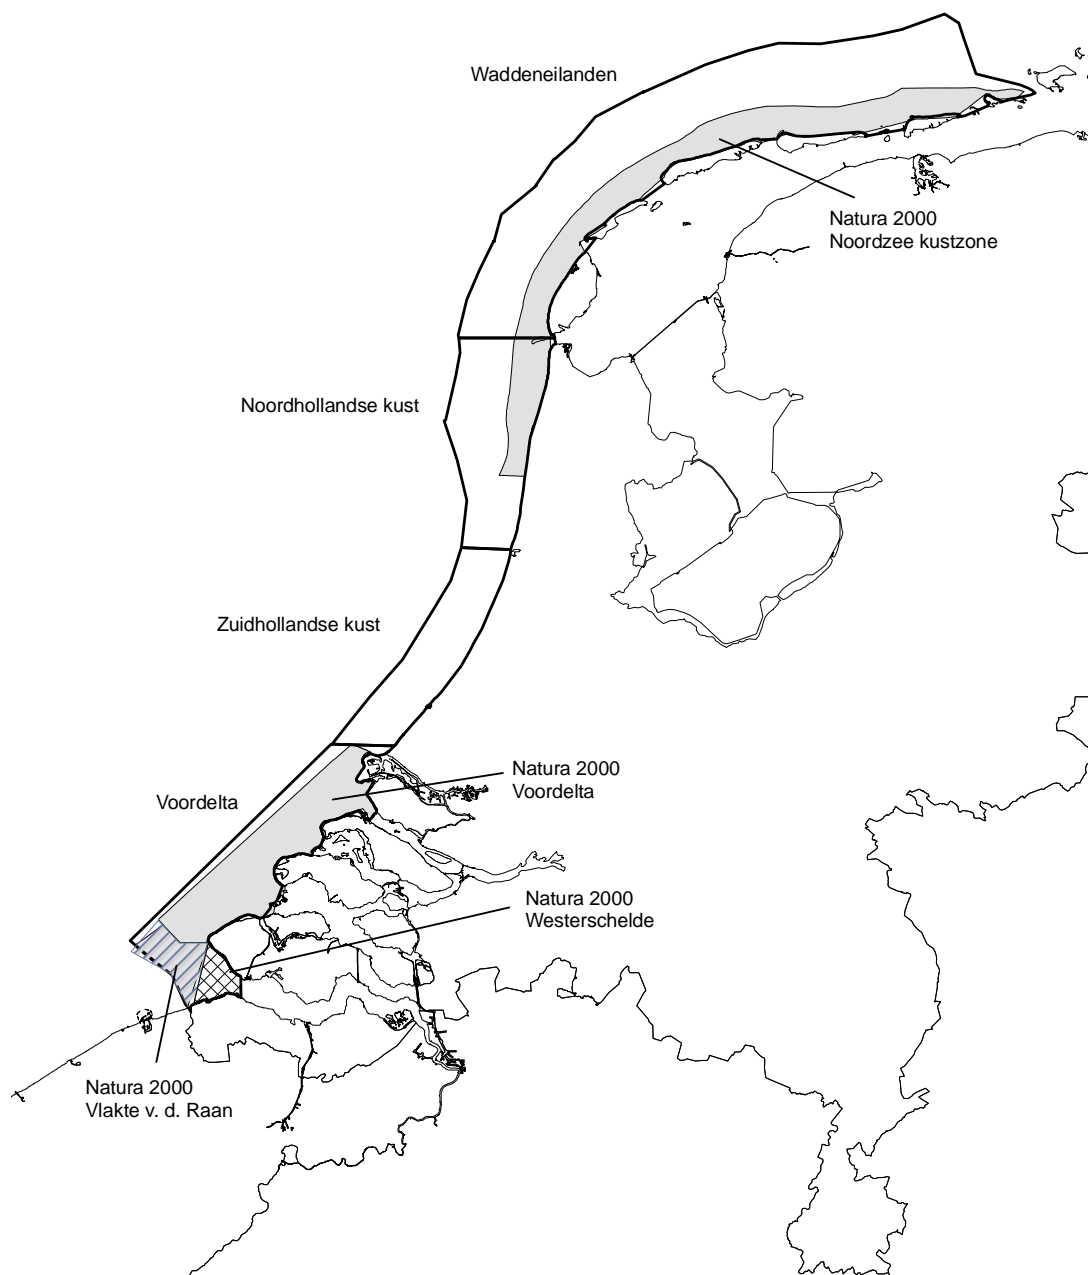 Waddeneilanden
Natura 2000
Noordzee kustzone
Noordhollandse kust
Zuidhollandse kust
Natura 2000
Voordelta
Voordelta
Natura 2000
Westerschelde
Natura 2000
Vlakte v. d. Raan